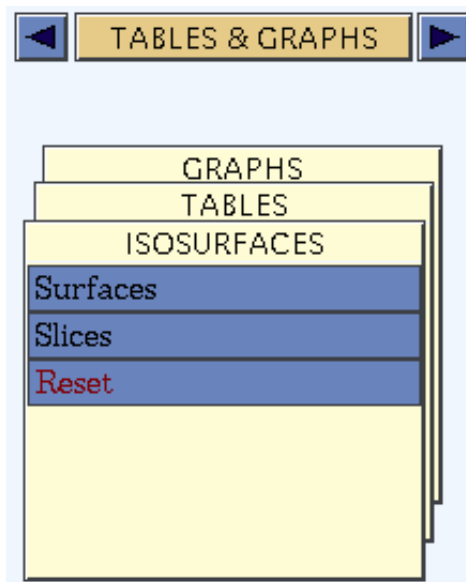 TABLES & GRAPHS
GRAPHS
TABLES
ISOSURFACES
Surfaces
Slices
Reset